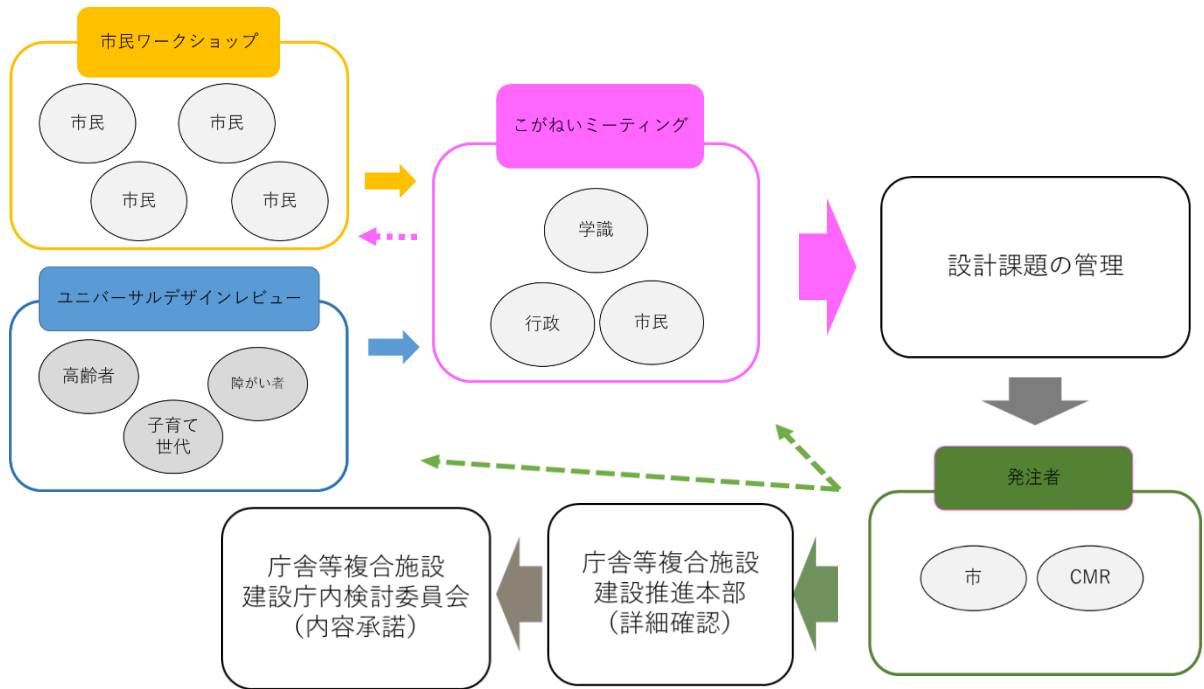 市民ワークショップ
市民
市民
市民
市民
ユニバーサルデザインレビュー
高齢者
障がい者
子育て
世代
こがねいミーティング
学識
行政
市民
設計課題の管理
発注者
市
CMR
庁舎等複合施設
建設推進本部
（詳細確認）
庁舎等複合施設
建設庁内検討委員会
（内容承諾）